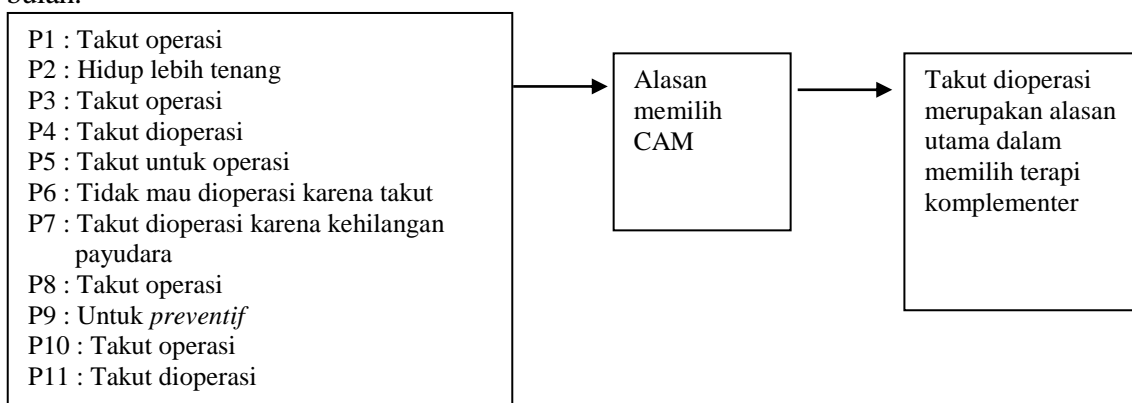 P1 : Takut operasi
P2 : Hidup lebih tenang
P3 : Takut operasi
P4 : Takut dioperasi
P5 : Takut untuk operasi
P6 : Tidak mau dioperasi karena takut
P7 : Takut dioperasi karena kehilangan
payudara
P8 : Takut operasi
P9 : Untuk preventif
P10 : Takut operasi
P11 : Takut dioperasi
Alasan
memilih
CAM
Takut dioperasi
merupakan alasan
utama dalam
memilih terapi
komplementer